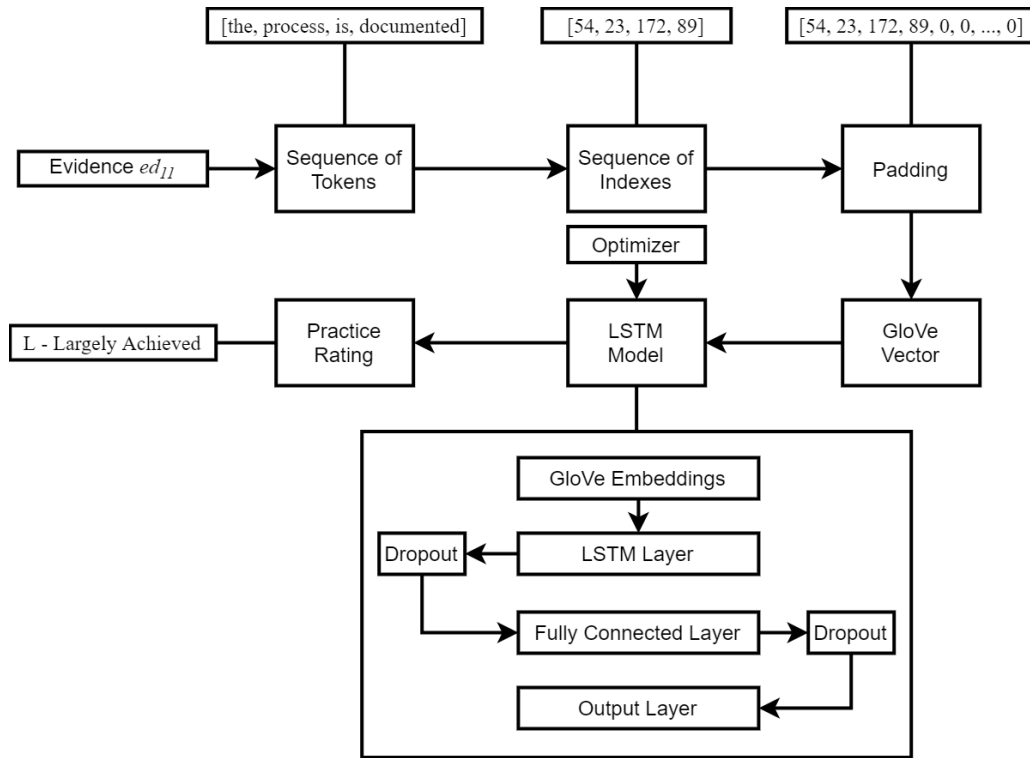 [the, process, is, documented]
[54, 23, 172, 89]
[54, 23, 172, 89, 0, 0, ..., 0]
Evidence ed11
Sequence of
Tokens
Sequence of
Indexes
Padding
Optimizer
L - Largely Achieved
Practice
Rating
LSTM
Model
GloVe
Vector
GloVe Embeddings
Dropout
LSTM Layer
Fully Connected Layer
Dropout
Output Layer